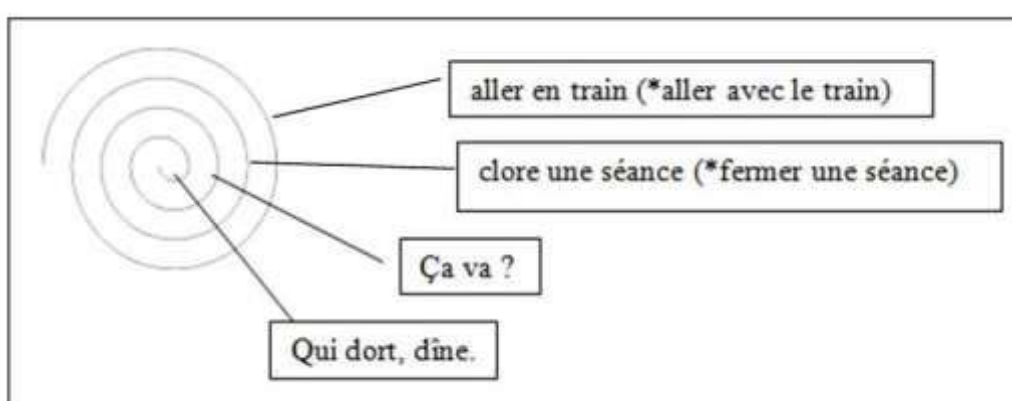 aller en train (*aller avec le train)
clore une séance (*fermer une séance)
Ça va ?
Qui dort, dîne.